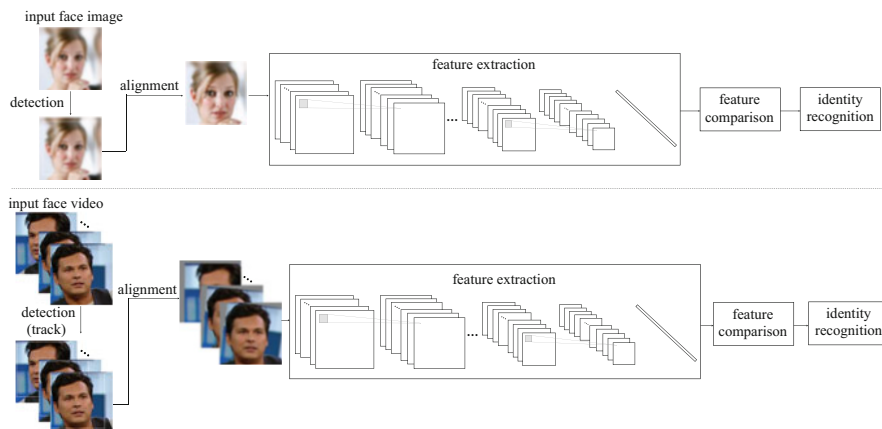 input face image
detection
alignment
feature extraction
...
feature
comparison
identity
recognition
input face video
detection
(track)
alignment
feature extraction
...
feature
comparison
identity
recognition